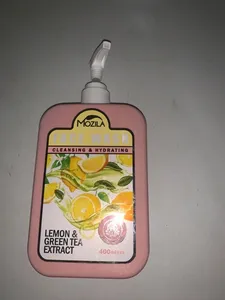 MOZILA
CLEANSING & HYDRATING
LEMON &
GREEN TEA
EXTRACT